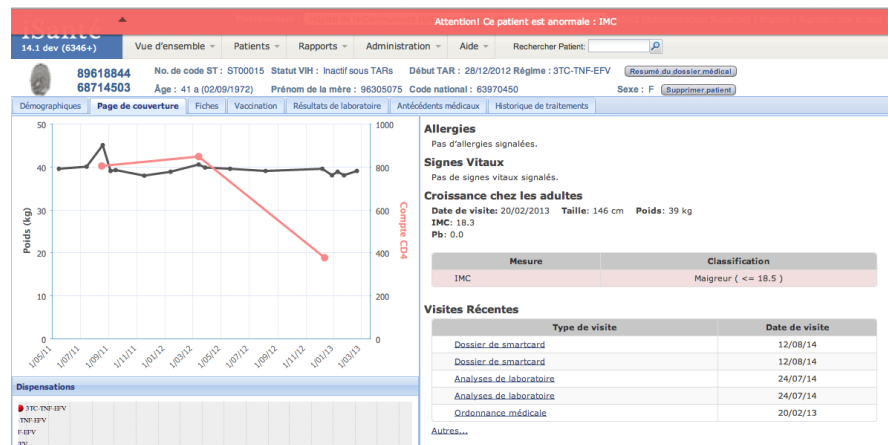 Attention! Ce patient est anormale : IMC
iSanté
14.1 dev (6346+)
Vue d'ensemble
Patients
Rapports
Administration
Aide
Rechercher Patient:
89618844
68714503
No. de code ST : ST00015 Statut VIH : Inactif sous TARs Début TAR : 28/12/2012 Régime : 3TC-TNF-EFV
Resumé du dossier médical
Âge : 41 a (02/09/1972) Prénom de la mère : 96305075 Code national : 63970450 Sexe : F
Supprimer patient
Démographiques
Page de couverture
Fiches
Vaccination
Résultats de laboratoire
Antécédents médicaux
Historique de traitements
50
40
30
20
10
0
Poids (kg)
1000
800
600
400
200
0
Compte CD4
1/05/11
1/07/11
1/09/11
1/11/11
1/01/12
1/03/12
1/05/12
1/07/12
1/09/12
1/11/12
1/01/13
1/03/13
Dispensations
3TC-TNF-EFV
-TNF-EFV
F-EFV
Allergies
Pas d'allergies signalées.
Signes Vitaux
Pas de signes vitaux signalés.
Croissance chez les adultes
Date de visite: 20/02/2013 Taille: 146 cm Poids: 39 kg
IMC: 18.3
Pb: 0.0
Mesure Classification
IMC Maigreur ( <= 18.5 )
Visites Récentes
Type de visite Date de visite
Dossier de smartcard 12/08/14
Dossier de smartcard 12/08/14
Analyses de laboratoire 24/07/14
Analyses de laboratoire 24/07/14
Ordonnance médicale 20/02/13
Autres...